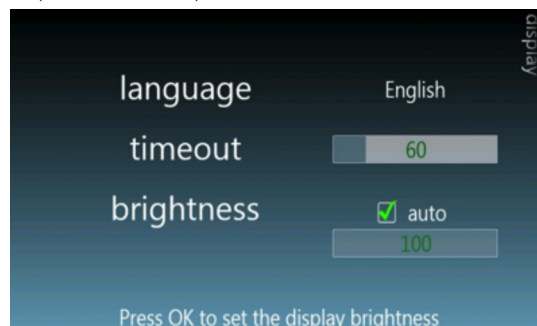 display
language English
timeout 60
brightness auto
100
Press OK to set the display brightness